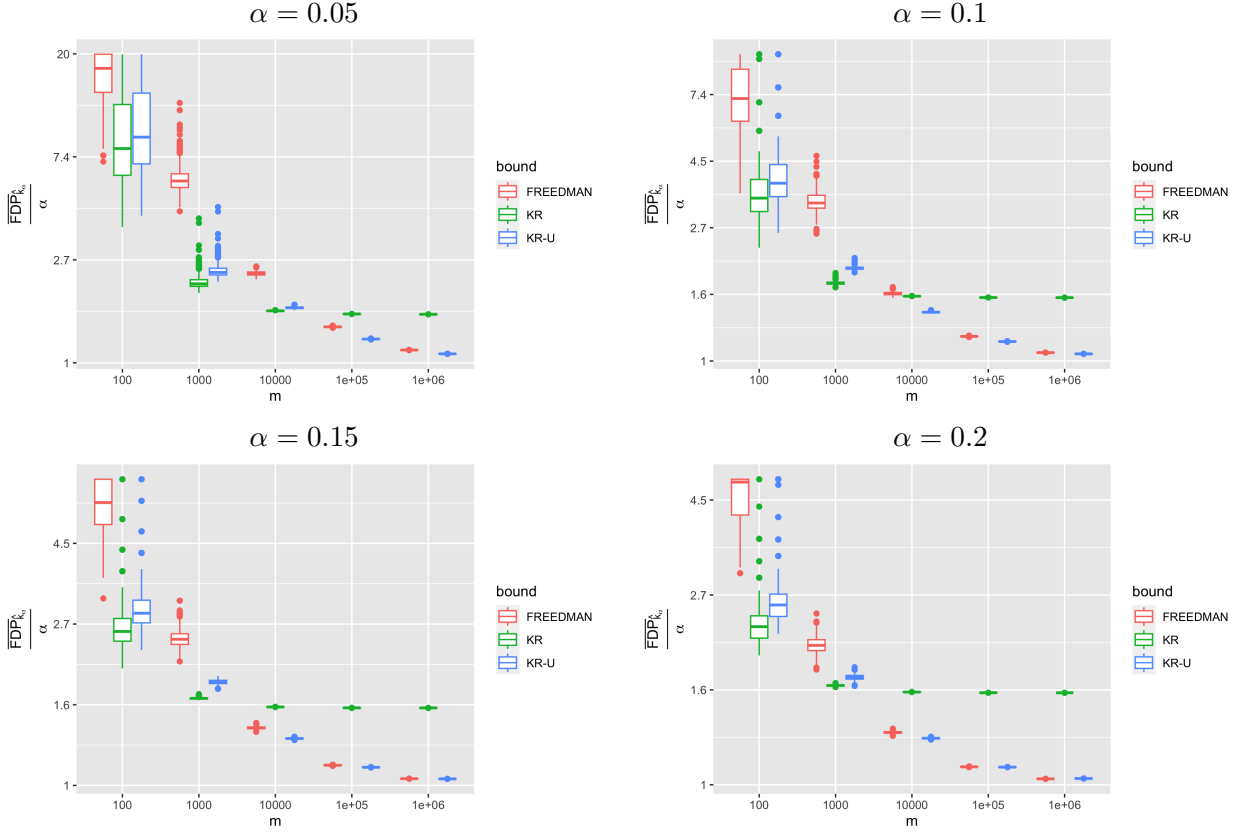 α = 0.05
20
7.4
2.7
1
100
1000
10000
1e+05
1e+06
m
FDP k̂α
α
bound
FREEDMAN
KR
KR-U
α = 0.1
7.4
4.5
2.7
1.6
1
100
1000
10000
1e+05
1e+06
m
FDP k̂α
α
bound
FREEDMAN
KR
KR-U
α = 0.15
4.5
2.7
1.6
1
100
1000
10000
1e+05
1e+06
m
FDP k̂α
α
bound
FREEDMAN
KR
KR-U
α = 0.2
4.5
2.7
1.6
1
100
1000
10000
1e+05
1e+06
m
FDP k̂α
α
bound
FREEDMAN
KR
KR-U